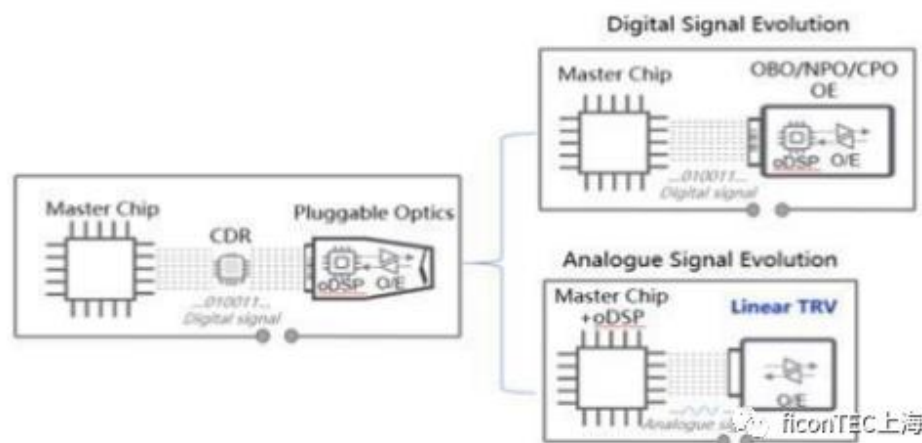 Digital Signal Evolution
Master Chip
OBO/NPO/CPO
OE
oDSP
O/E
...010011...
Digital signal
Master Chip
CDR
Pluggable Optics
oDSP
O/E
...010011...
Digital signal
Analogue Signal Evolution
Master Chip
+oDSP
Linear TRV
O/E
Analogue si
ficonTEC上海